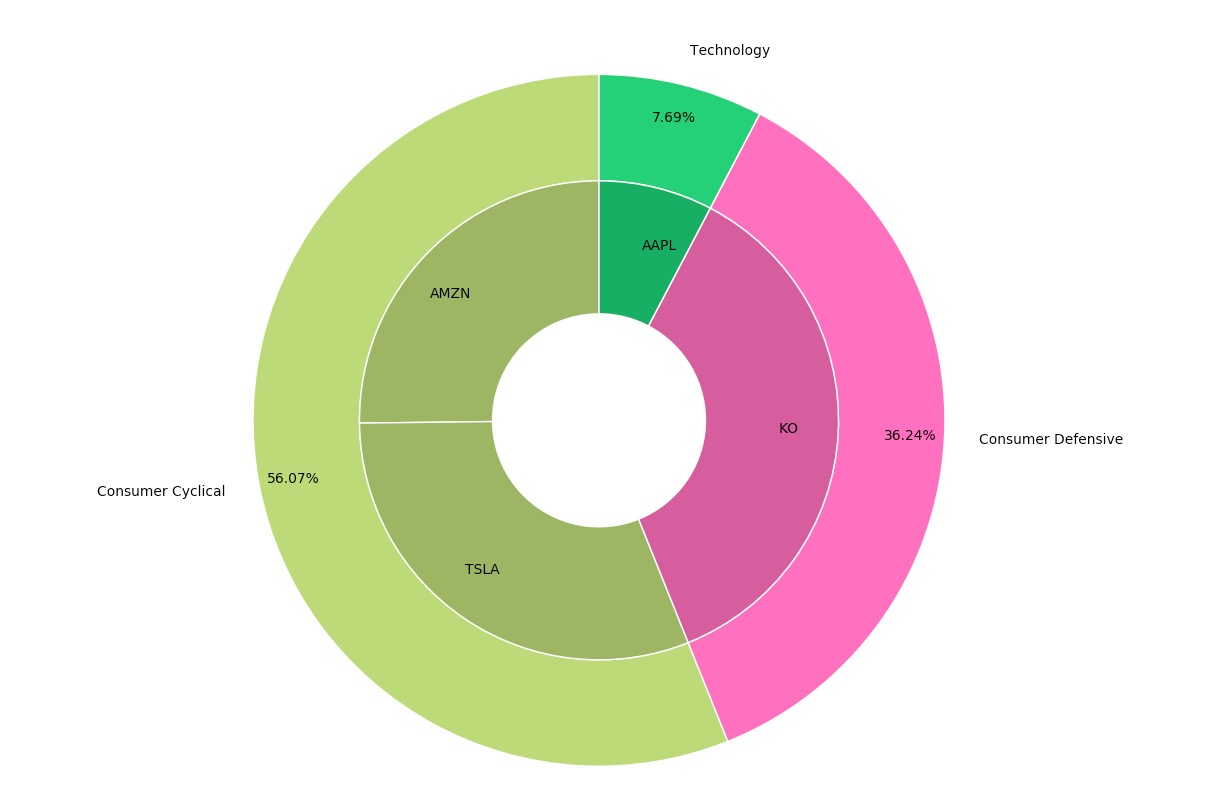 Technology
7.69%
AAPL
AMZN
KO
36.24%
Consumer Defensive
56.07%
Consumer Cyclical
TSLA